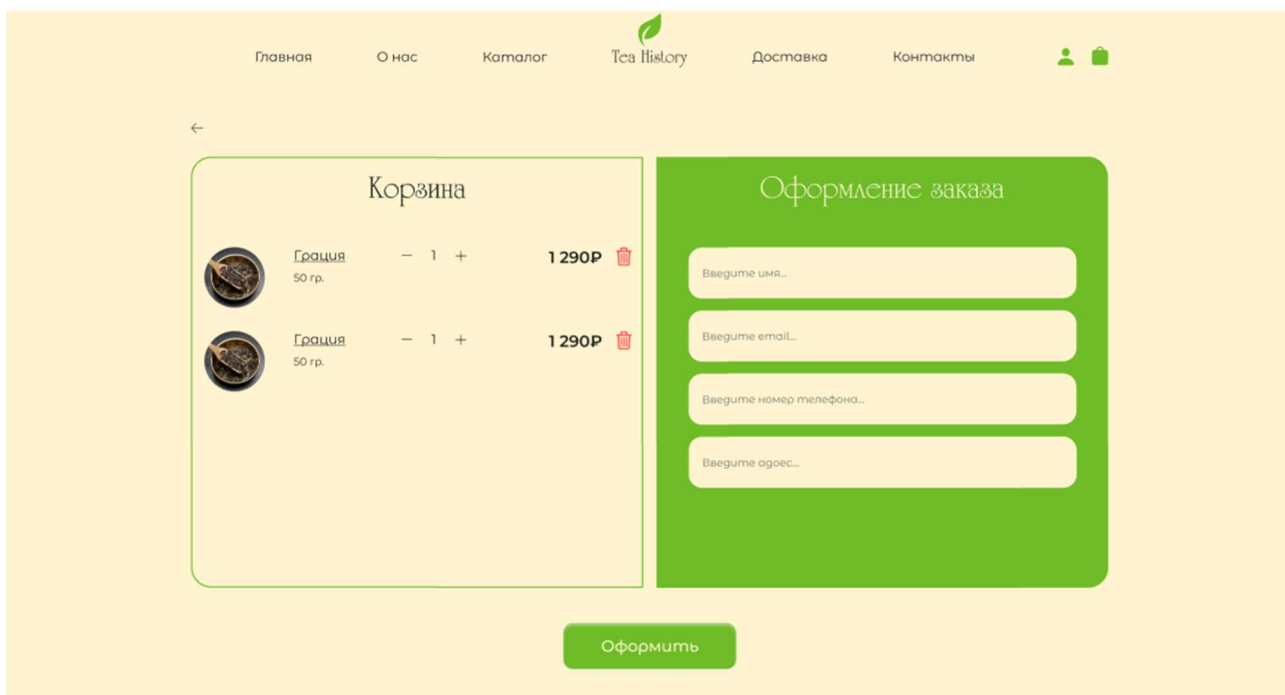 Главная О нас Каталог Tea History Доставка Контакты
Корзина
Грация − 1 + 1 290₽
50 гр.
Грация − 1 + 1 290₽
50 гр.
Оформление заказа
Введите имя...
Введите email...
Введите номер телефона...
Введите адрес...
Оформить